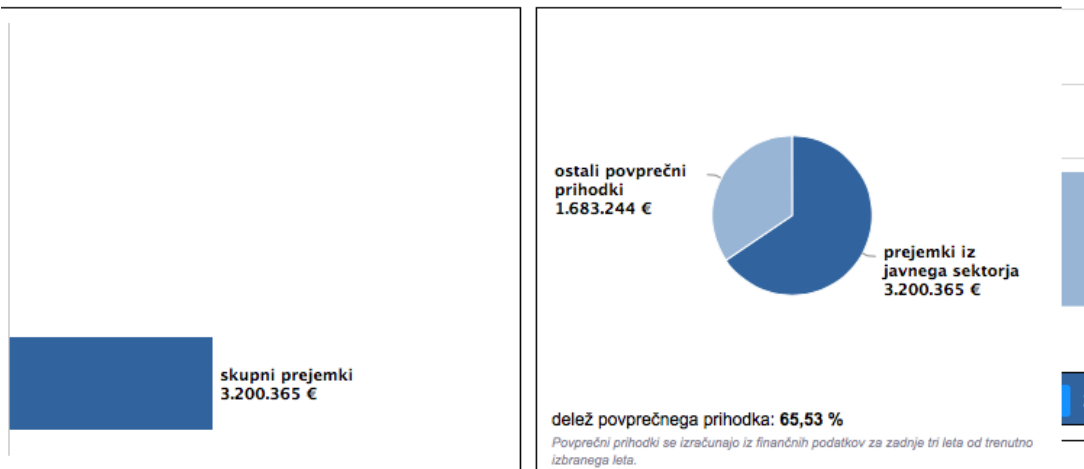 skupni prejemki
3.200.365 €
ostali povprečni
prihodki
1.683.244 €
prejemki iz
javnega sektorja
3.200.365 €
delež povprečnega prihodka: 65,53 %
Povprečni prihodki se izračunajo iz finančnih podatkov za zadnje tri leta od trenutno
izbranega leta.